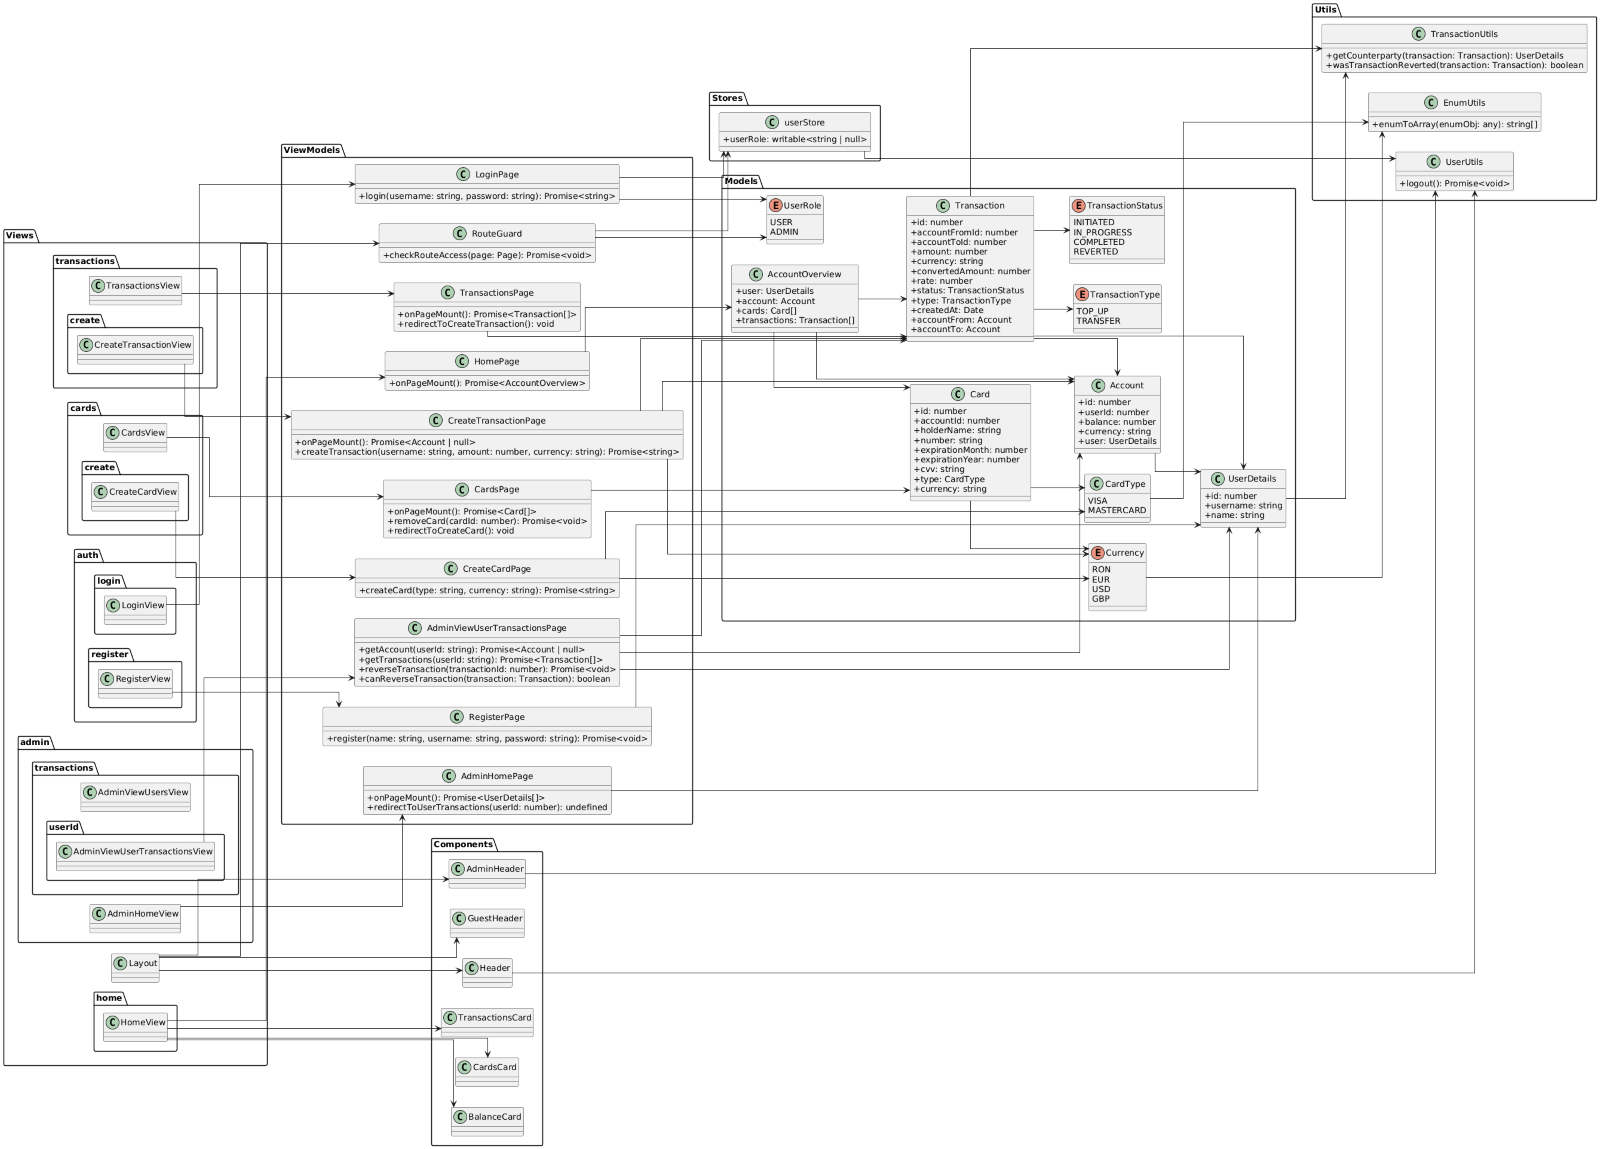 Views
transactions
C TransactionsView
create
C CreateTransactionView
cards
C CardsView
create
C CreateCardView
auth
login
C LoginView
register
C RegisterView
admin
transactions
C AdminViewUsersView
userId
C AdminViewUserTransactionsView
C AdminHomeView
C Layout
home
C HomeView
ViewModels
C LoginPage
+login(username: string, password: string): Promise<string>
C RouteGuard
+checkRouteAccess(page: Page): Promise<void>
C TransactionsPage
+onPageMount(): Promise<Transaction[]>
+redirectToCreateTransaction(): void
C HomePage
+onPageMount(): Promise<AccountOverview>
C CreateTransactionPage
+onPageMount(): Promise<Account | null>
+createTransaction(username: string, amount: number, currency: string): Promise<string>
C CardsPage
+onPageMount(): Promise<Card[]>
+removeCard(cardId: number): Promise<void>
+redirectToCreateCard(): void
C CreateCardPage
+createCard(type: string, currency: string): Promise<string>
C AdminViewUserTransactionsPage
+getAccount(userId: string): Promise<Account | null>
+getTransactions(userId: string): Promise<Transaction[]>
+reverseTransaction(transactionId: number): Promise<void>
+canReverseTransaction(transaction: Transaction): boolean
C RegisterPage
+register(name: string, username: string, password: string): Promise<void>
C AdminHomePage
+onPageMount(): Promise<UserDetails[]>
+redirectToUserTransactions(userId: number): undefined
Components
C AdminHeader
C GuestHeader
C Header
C TransactionsCard
C CardsCard
C BalanceCard
Stores
C userStore
+userRole: writable<string | null>
Models
E UserRole
USER
ADMIN
C AccountOverview
+user: UserDetails
+account: Account
+cards: Card[]
+transactions: Transaction[]
C Transaction
+id: number
+accountFromId: number
+accountToId: number
+amount: number
+currency: string
+convertedAmount: number
+rate: number
+status: TransactionStatus
+type: TransactionType
+createdAt: Date
+accountFrom: Account
+accountTo: Account
C Card
+id: number
+accountId: number
+holderName: string
+number: string
+expirationMonth: number
+expirationYear: number
+cvv: string
+type: CardType
+currency: string
E TransactionStatus
INITIATED
IN_PROGRESS
COMPLETED
REVERTED
E TransactionType
TOP_UP
TRANSFER
C Account
+id: number
+userId: number
+balance: number
+currency: string
+user: UserDetails
C CardType
VISA
MASTERCARD
E Currency
RON
EUR
USD
GBP
C UserDetails
+id: number
+username: string
+name: string
Utils
C TransactionUtils
+getCounterparty(transaction: Transaction): UserDetails
+wasTransactionReverted(transaction: Transaction): boolean
C EnumUtils
+enumToArray(enumObj: any): string[]
C UserUtils
+logout(): Promise<void>